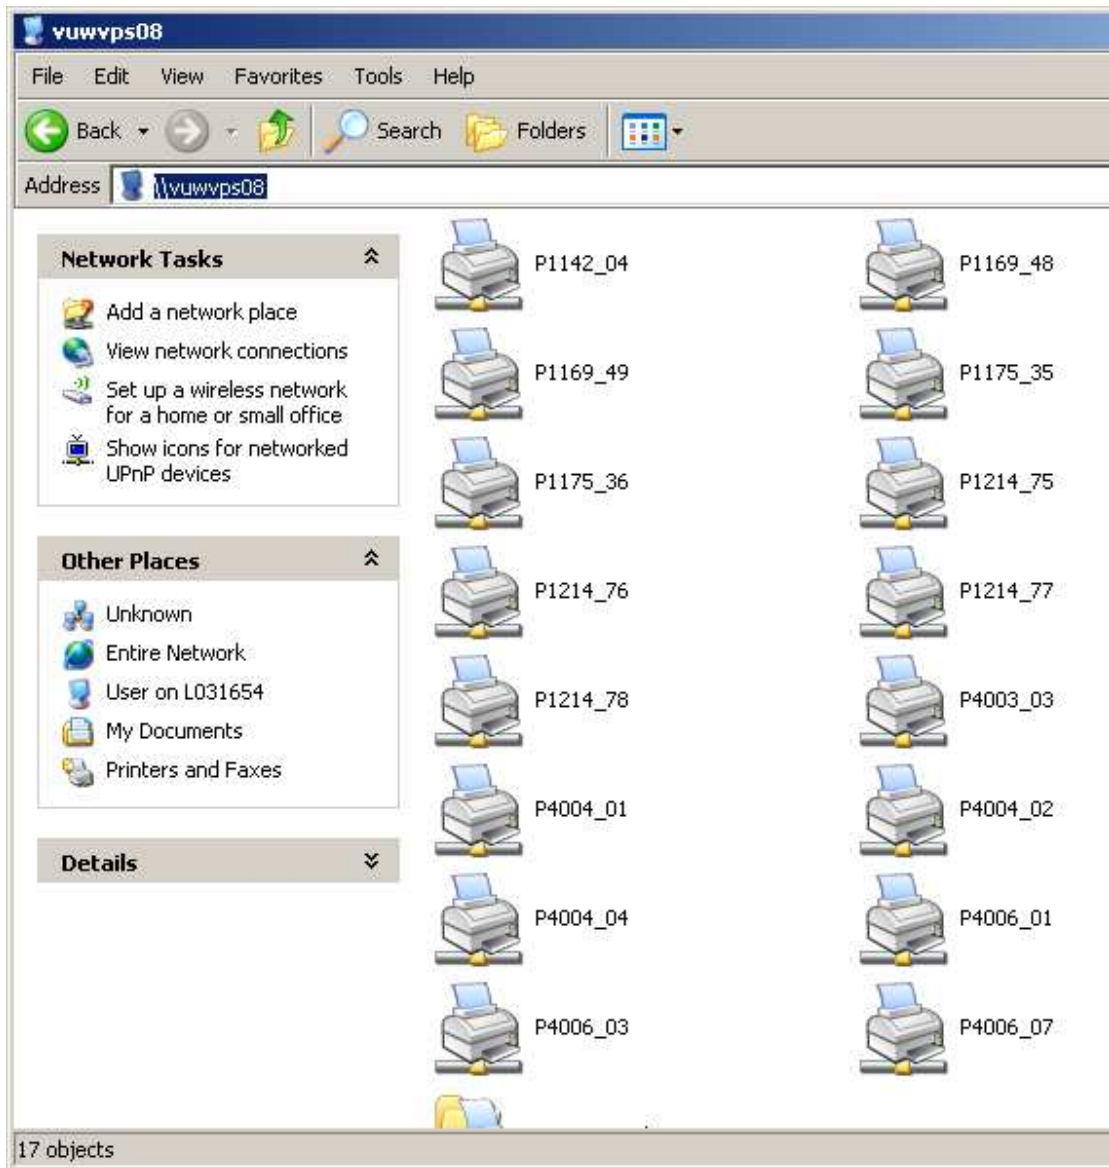 vuwvps08
File Edit View Favorites Tools Help
Back Search Folders
Address \\vuwvps08
Network Tasks
Add a network place
View network connections
Set up a wireless network
for a home or small office
Show icons for networked
UPnP devices
Other Places
Unknown
Entire Network
User on L031654
My Documents
Printers and Faxes
Details
P1142_04 P1169_48
P1169_49 P1175_35
P1175_36 P1214_75
P1214_76 P1214_77
P1214_78 P4003_03
P4004_01 P4004_02
P4004_04 P4006_01
P4006_03 P4006_07
17 objects